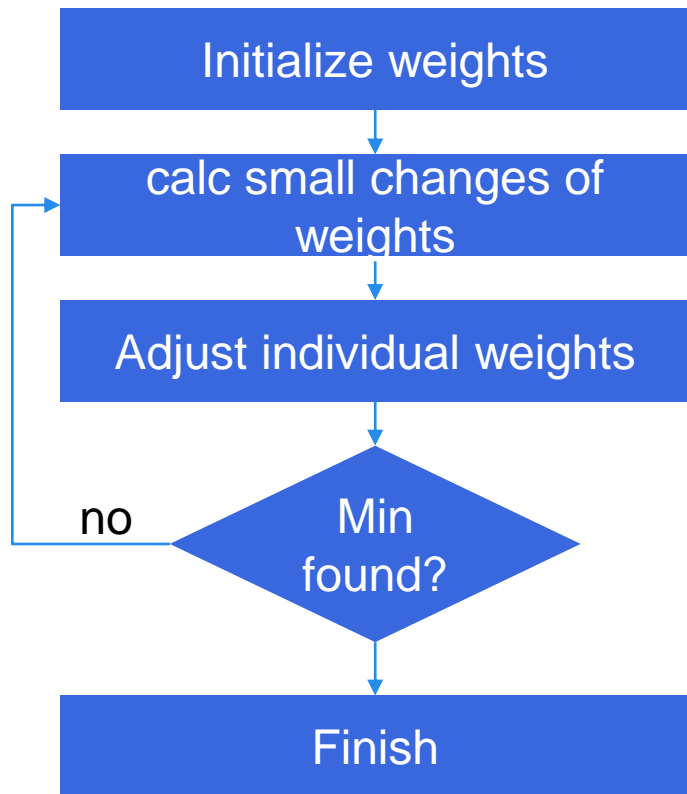 Initialize weights
calc small changes of
weights
Adjust individual weights
no
Min
found?
Finish